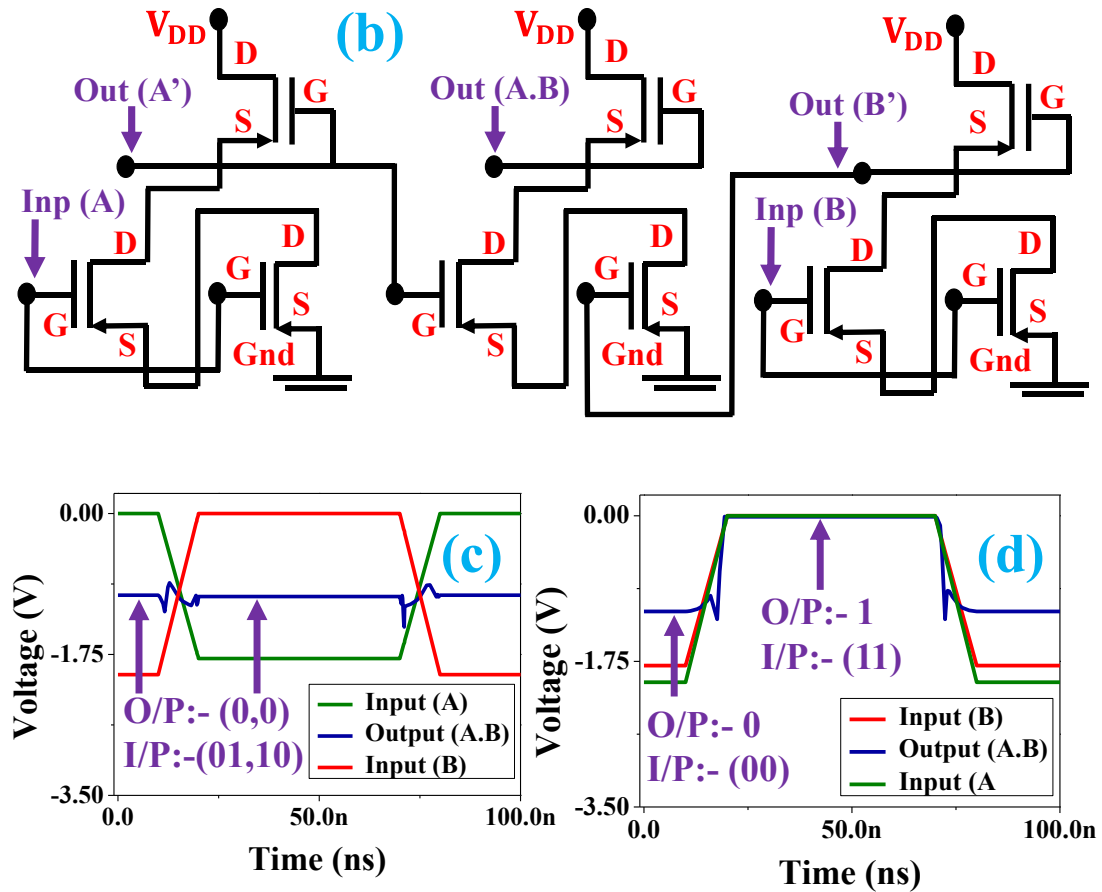 V_DD
(b)
V_DD
V_DD
D
D
D
Out (A')
G
Out (A.B)
G
Out (B')
G
S
S
S
Inp (A)
Inp (B)
D
D
D
D
D
D
G
G
G
G
G
G
S
S
S
S
S
S
Gnd
Gnd
Gnd
(c)
0.00
-1.75
-3.50
Voltage (V)
O/P:- (0,0)
I/P:-(01,10)
Input (A)
Output (A.B)
Input (B)
0.0
50.0n
100.0n
Time (ns)
(d)
0.00
-1.75
-3.50
Voltage (V)
O/P:- 1
I/P:- (11)
O/P:- 0
I/P:- (00)
Input (B)
Output (A.B)
Input (A
0.0
50.0n
100.0n
Time (ns)